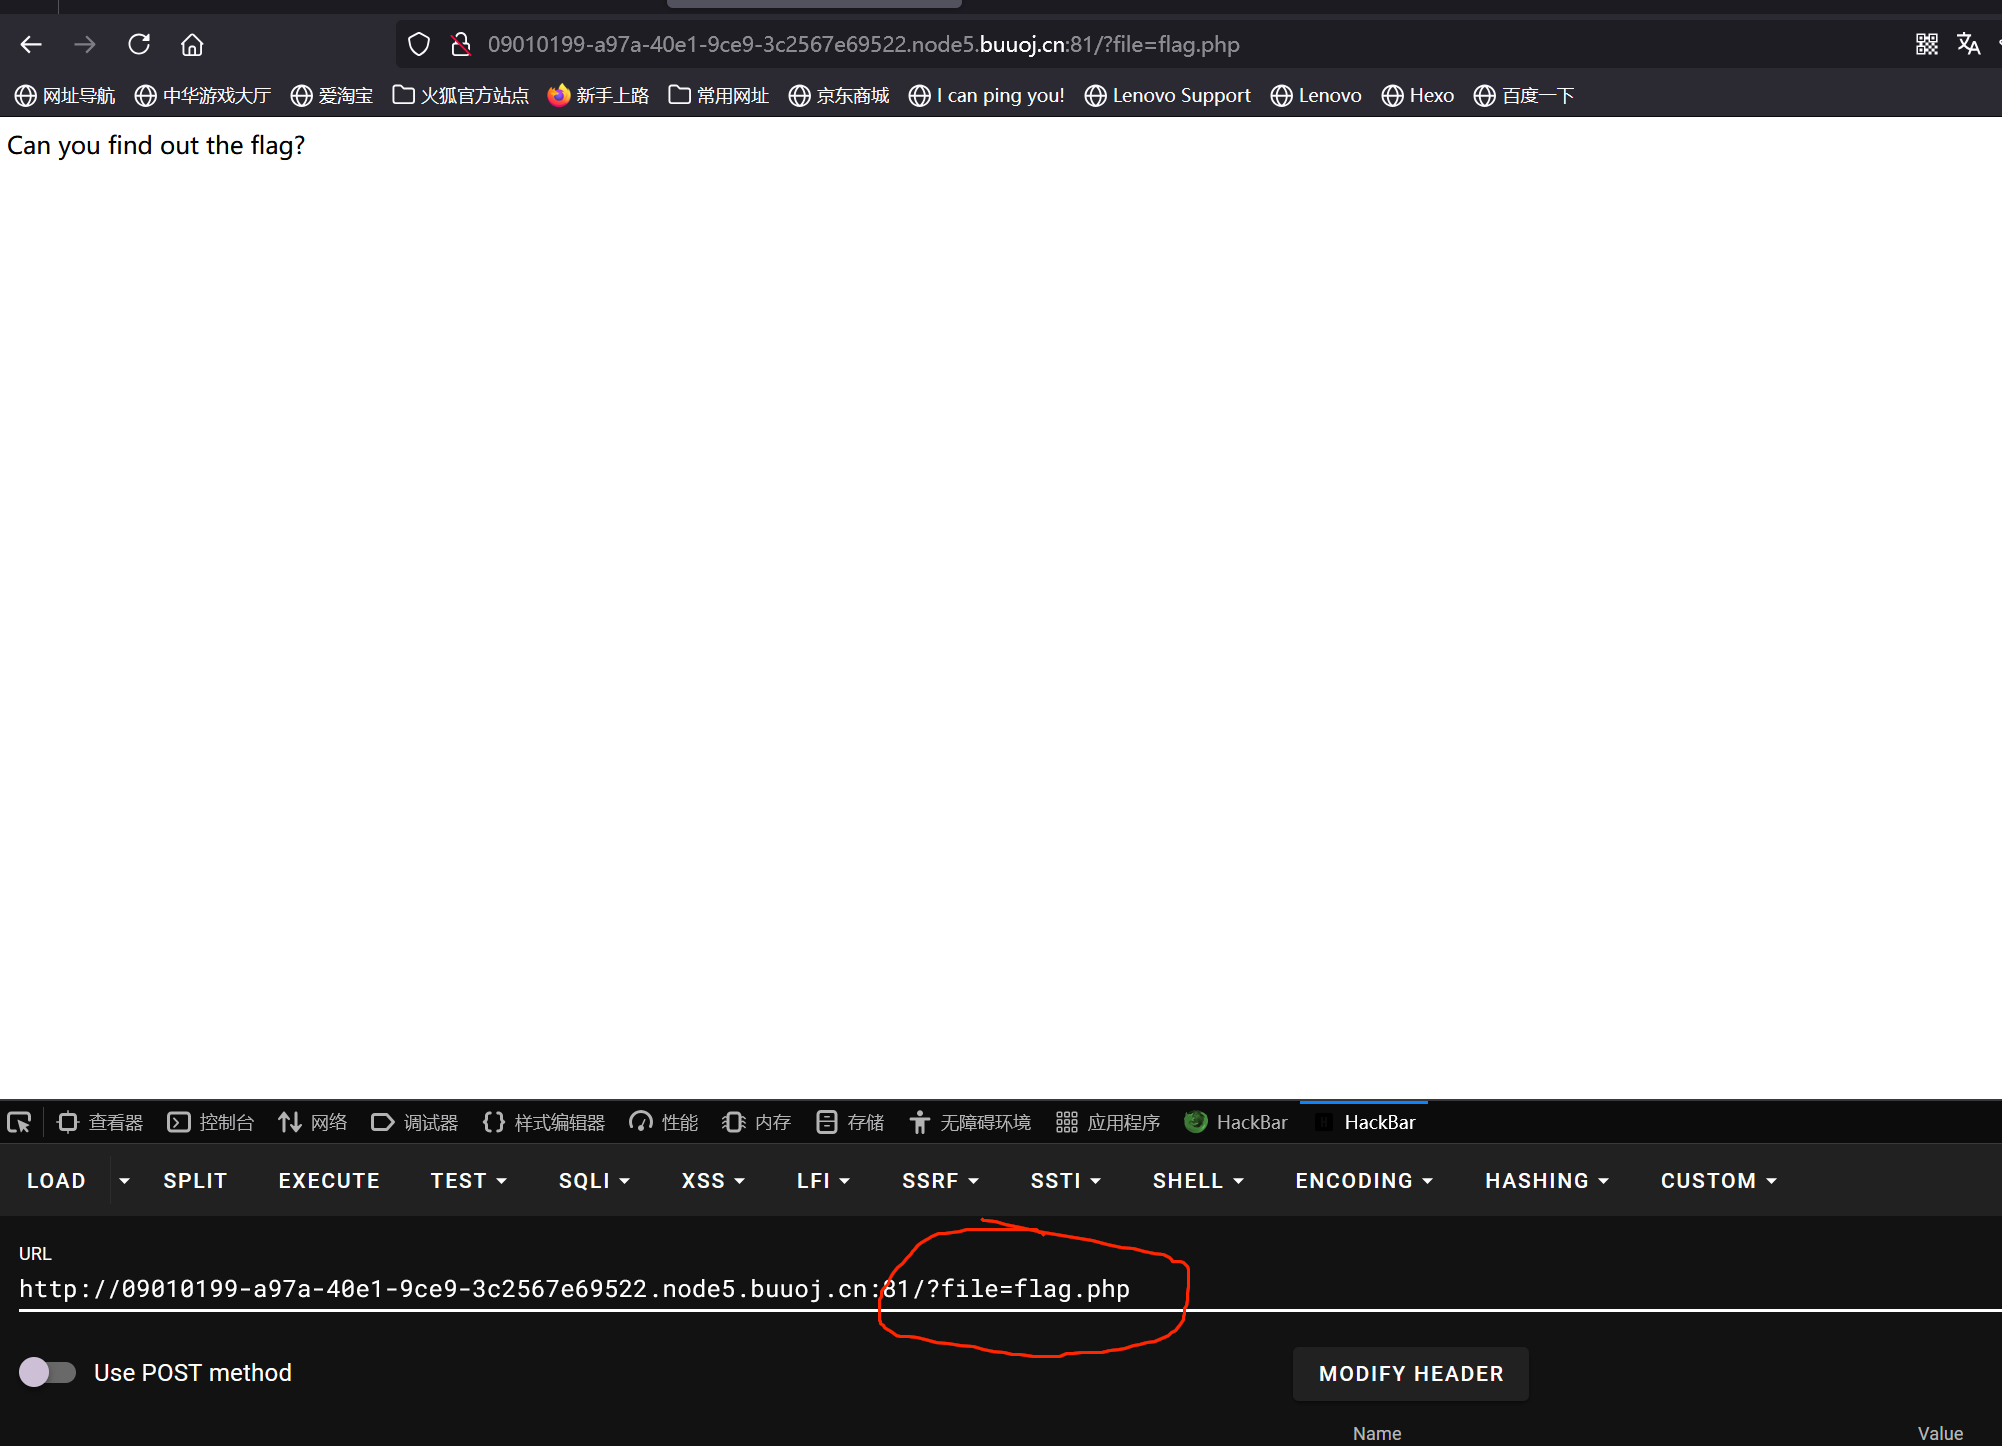 09010199-a97a-40e1-9ce9-3c2567e69522.node5.buuoj.cn:81/?file=flag.php
网址导航 中华游戏大厅 爱淘宝 火狐官方站点 新手上路 常用网址 京东商城 I can ping you! Lenovo Support Lenovo Hexo 百度一下
Can you find out the flag?
查看器 控制台 网络 调试器 样式编辑器 性能 内存 存储 无障碍环境 应用程序 HackBar HackBar
LOAD SPLIT EXECUTE TEST SQLI XSS LFI SSRF SSTI SHELL ENCODING HASHING CUSTOM
URL
http://09010199-a97a-40e1-9ce9-3c2567e69522.node5.buuoj.cn:81/?file=flag.php
Use POST method MODIFY HEADER
Name Value